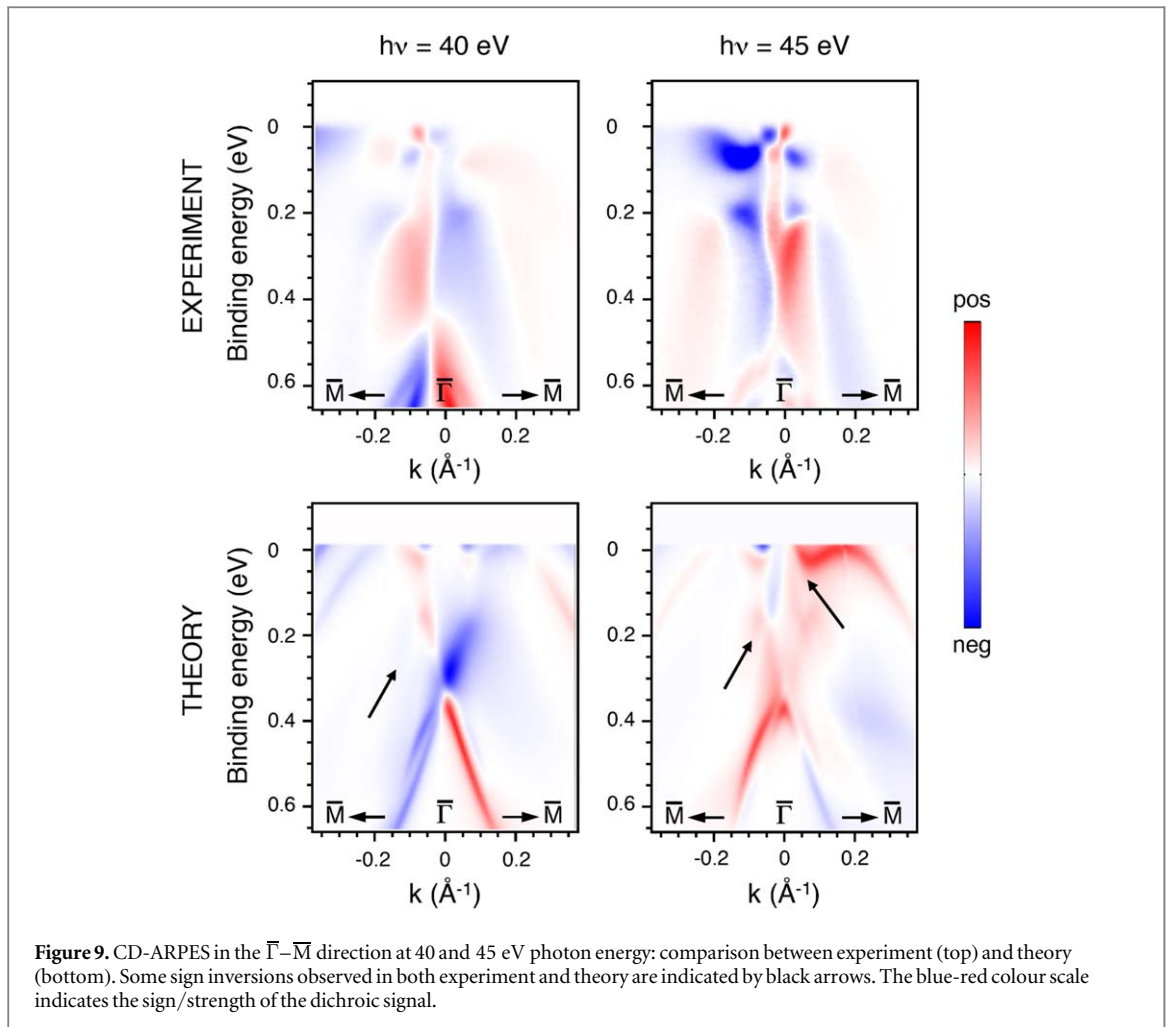 hν = 40 eV
hν = 45 eV
EXPERIMENT
Binding energy (eV)
0
0.2
0.4
0.6
M̅ ← Γ̅ → M̅
-0.2 0 0.2
k (Å⁻¹)
0
0.2
0.4
0.6
M̅ ← Γ̅ → M̅
-0.2 0 0.2
k (Å⁻¹)
pos
neg
THEORY
Binding energy (eV)
0
0.2
0.4
0.6
M̅ ← Γ̅ → M̅
-0.2 0 0.2
k (Å⁻¹)
0
0.2
0.4
0.6
M̅ ← Γ̅ → M̅
-0.2 0 0.2
k (Å⁻¹)
Figure 9. CD-ARPES in the Γ̅–M̅ direction at 40 and 45 eV photon energy: comparison between experiment (top) and theory
(bottom). Some sign inversions observed in both experiment and theory are indicated by black arrows. The blue-red colour scale
indicates the sign/strength of the dichroic signal.